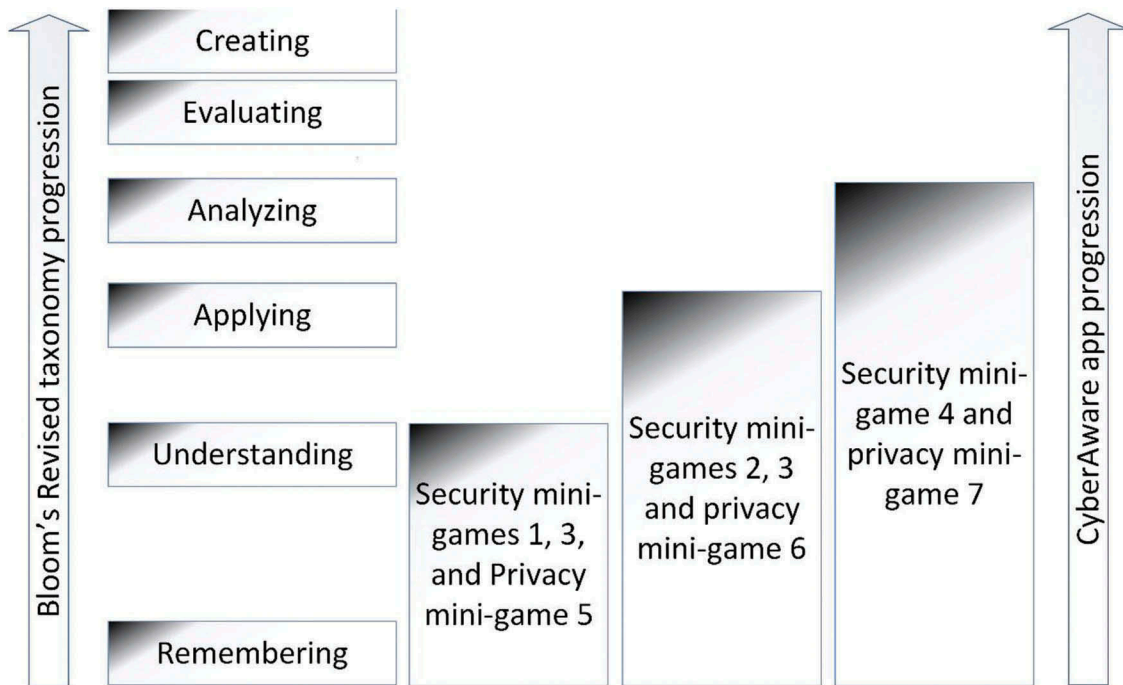 Bloom’s Revised taxonomy progression
Creating
Evaluating
Analyzing
Applying
Understanding
Remembering
Security mini-
games 1, 3,
and Privacy
mini-game 5
Security mini-
games 2, 3
and privacy
mini-game 6
Security mini-
game 4 and
privacy mini-
game 7
CyberAware app progression